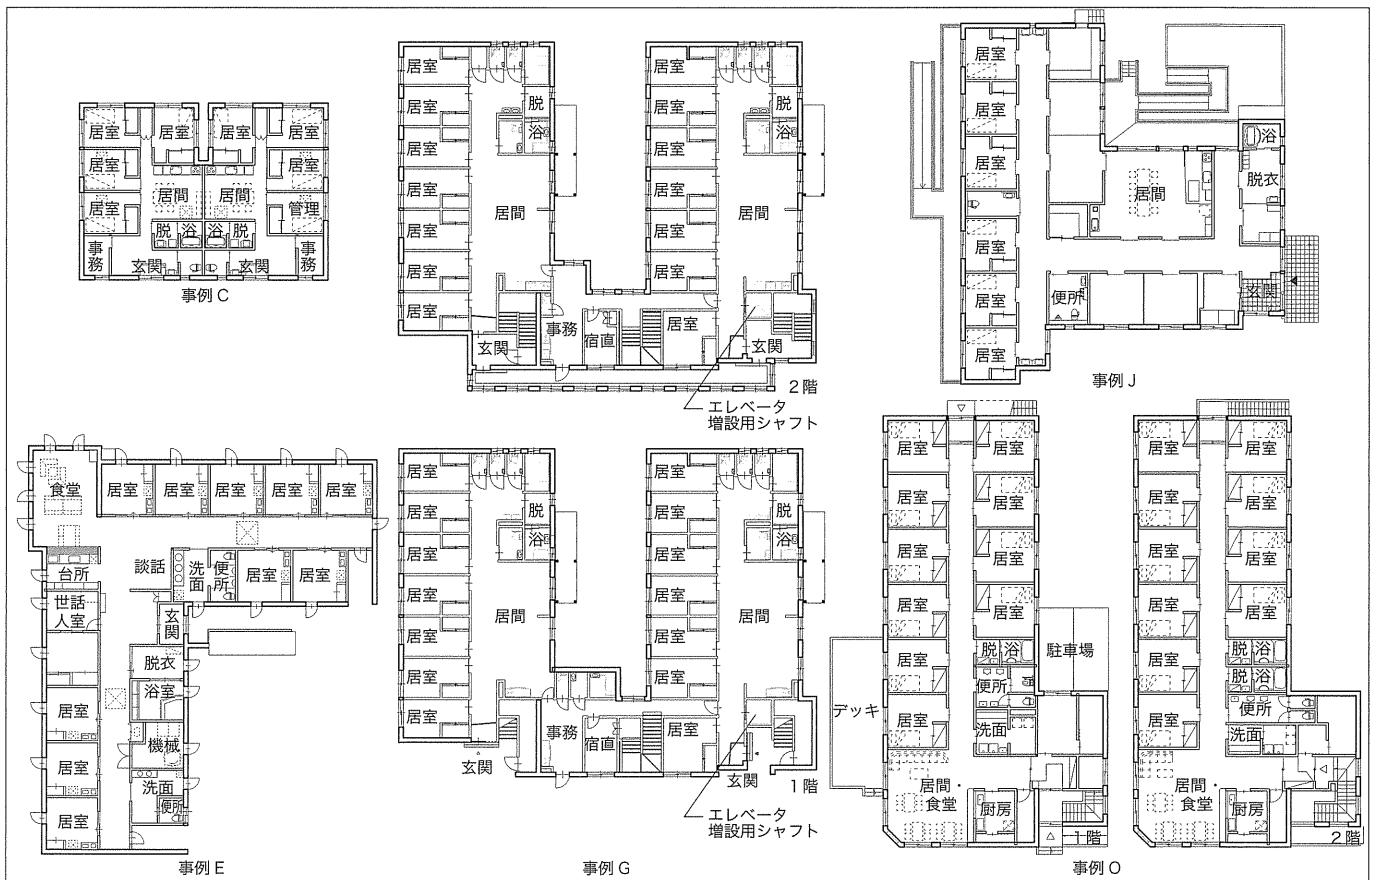 居室 居室 居室 居室
居室 居室
居室 居間 居間 管理
脱 浴 浴 脱
事務 玄関 玄関 事務
事例 C
居室 居室
居室 脱 居室 脱
居室 浴 居室 浴
居室 居室
居室 居間 居室 居間
居室 居室
居室 事務 宿直 居室
玄関 玄関
2階
エレベータ
増設用シャフト
居室
居室 浴
居室 居間 脱衣
居室
居室 便所 玄関
居室
事例 J
食堂 居室 居室 居室 居室 居室
台所 談話 洗面 便所 居室 居室
世話人室 玄関
脱衣
浴室
居室
機械
居室
洗面
便所
居室
事例 E
居室 居室
居室 脱 居室 脱
居室 浴 居室 浴
居室 居間 居室 居間
居室 居室
居室 居室
居室 事務 宿直 居室
玄関 玄関
1階
エレベータ
増設用シャフト
事例 G
居室 居室 居室 居室
居室 居室 居室 居室
居室 居室 居室 居室
居室 居室 居室 居室
居室 脱 浴 駐車場 居室 脱 浴
便所 脱 浴
デッキ 居室 洗面 居室 便所
洗面
居間・食堂 厨房 居間・食堂 厨房
1階 2階
事例 O